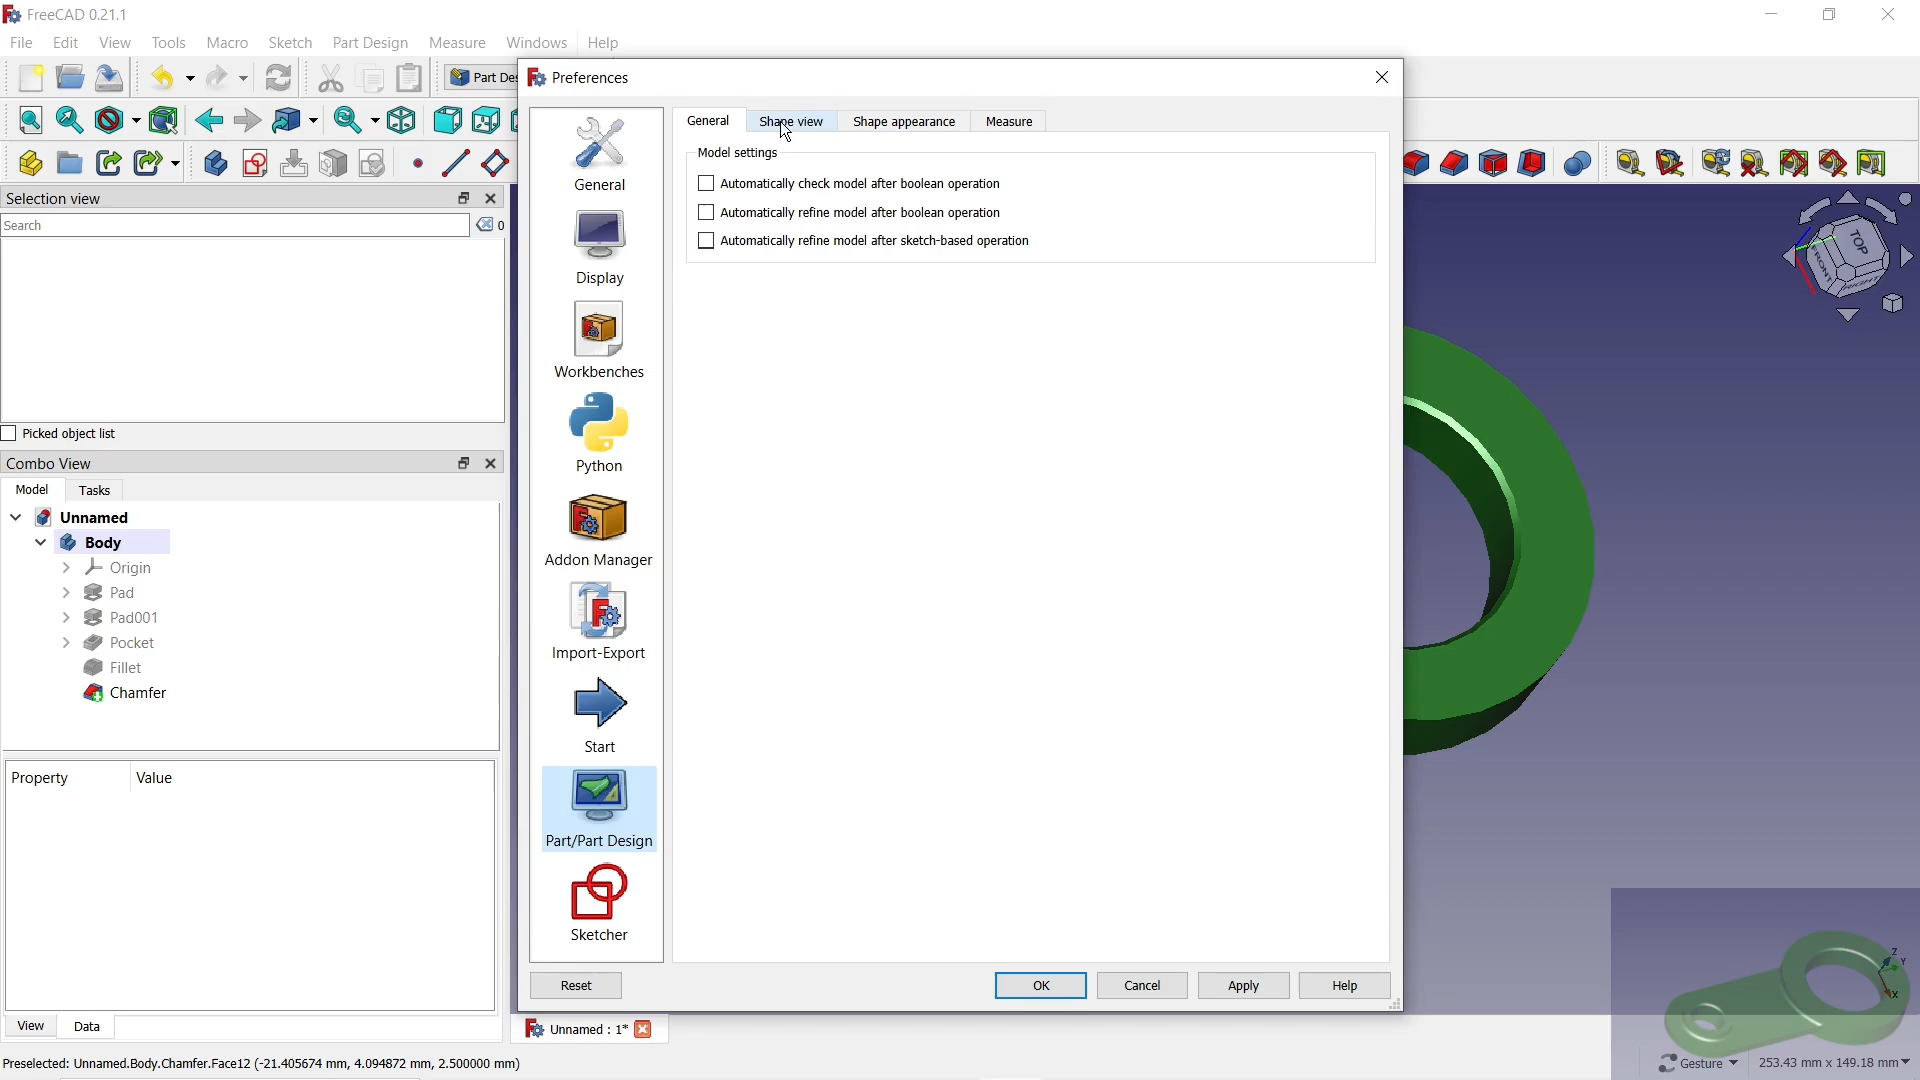 FreeCAD 0.21.1
File Edit View Tools Macro Sketch Part Design Measure Windows Help
Part Des
Preferences
Selection view
Search
0
Picked object list
Combo View
Model Tasks
Unnamed
Body
Origin
Pad
Pad001
Pocket
Fillet
Chamfer
Property Value
View Data
General
Display
Workbenches
Python
Addon Manager
Import-Export
Start
Part/Part Design
Sketcher
General Shape view Shape appearance Measure
Model settings
Automatically check model after boolean operation
Automatically refine model after boolean operation
Automatically refine model after sketch-based operation
Reset OK Cancel Apply Help
TOP
FRONT
RIGHT
Z
Y
X
Unnamed : 1*
Preselected: Unnamed.Body.Chamfer.Face12 (-21.405674 mm, 4.094872 mm, 2.500000 mm)
Gesture 253.43 mm x 149.18 mm